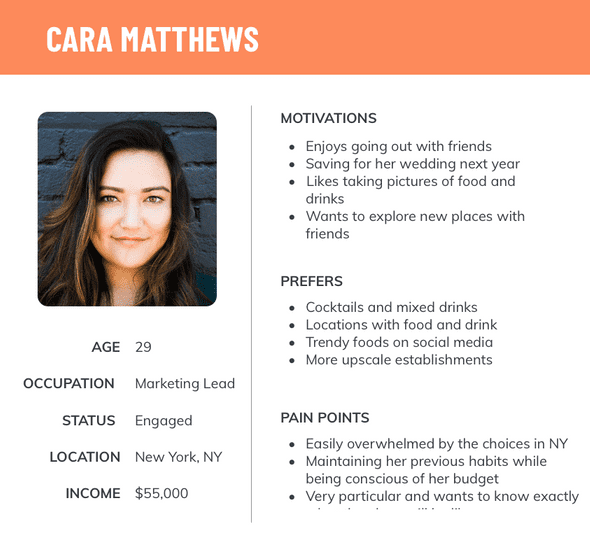 CARA MATTHEWS
AGE 29
OCCUPATION Marketing Lead
STATUS Engaged
LOCATION New York, NY
INCOME $55,000
MOTIVATIONS
• Enjoys going out with friends
• Saving for her wedding next year
• Likes taking pictures of food and
drinks
• Wants to explore new places with
friends
PREFERS
• Cocktails and mixed drinks
• Locations with food and drink
• Trendy foods on social media
• More upscale establishments
PAIN POINTS
• Easily overwhelmed by the choices in NY
• Maintaining her previous habits while
being conscious of her budget
• Very particular and wants to know exactly